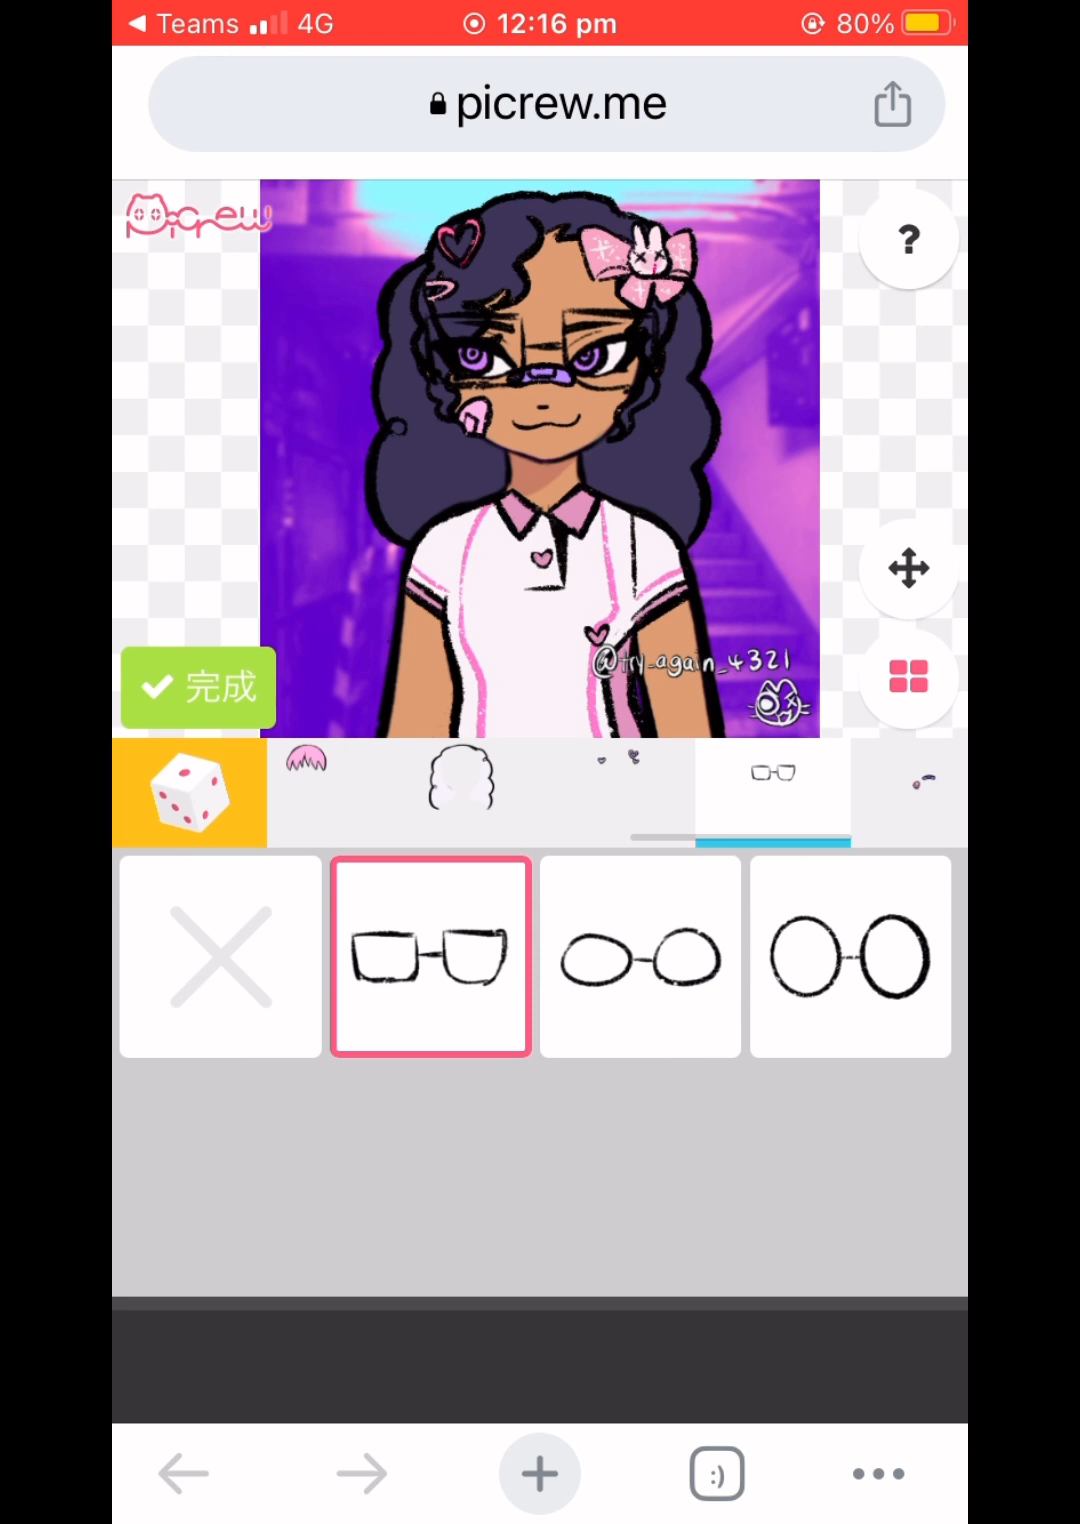 Teams 4G 12:16 pm 80%
picrew.me
Picrew
?
@try_again_4321
完成
:)